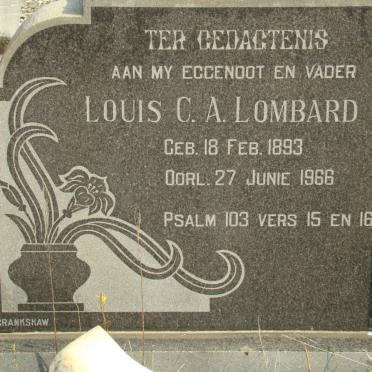 TER GEDAGTENIS
AAN MY EGGENOOT EN VADER
LOUIS C. A. LOMBARD
GEB. 18 FEB. 1893
OORL. 27 JUNIE 1966
PSALM 103 VERS 15 EN 16
CRANKSHAW